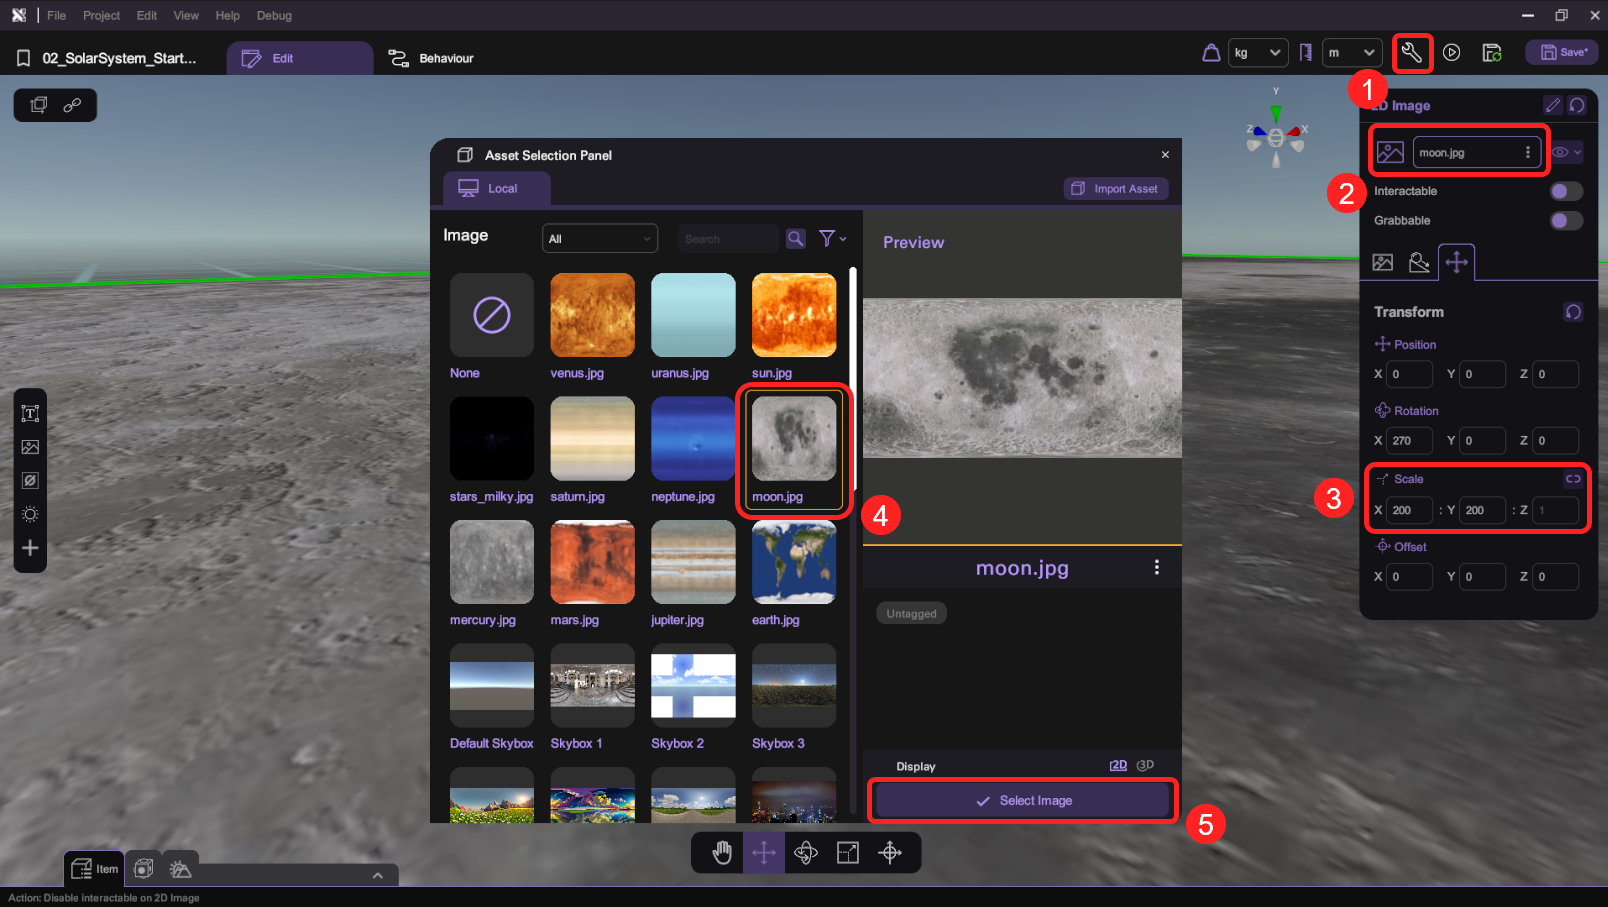 File Project Edit View Help Debug
02_SolarSystem_Start... Edit Behaviour kg m Save*
1
Y
Z X
2D Image
moon.jpg
2
Interactable
Grabbable
Asset Selection Panel
Local Import Asset
Image All Search
Preview
None venus.jpg uranus.jpg sun.jpg
stars_milky.jpg saturn.jpg neptune.jpg moon.jpg
4
mercury.jpg mars.jpg jupiter.jpg earth.jpg
Default Skybox Skybox 1 Skybox 2 Skybox 3
moon.jpg
Untagged
Display 2D 3D
Select Image
5
Transform
Position
X 0 Y 0 Z 0
Rotation
X 270 Y 0 Z 0
3
Scale
X 200 : Y 200 : Z 1
Offset
X 0 Y 0 Z 0
T
Item
Action: Disable interactable on 2D Image